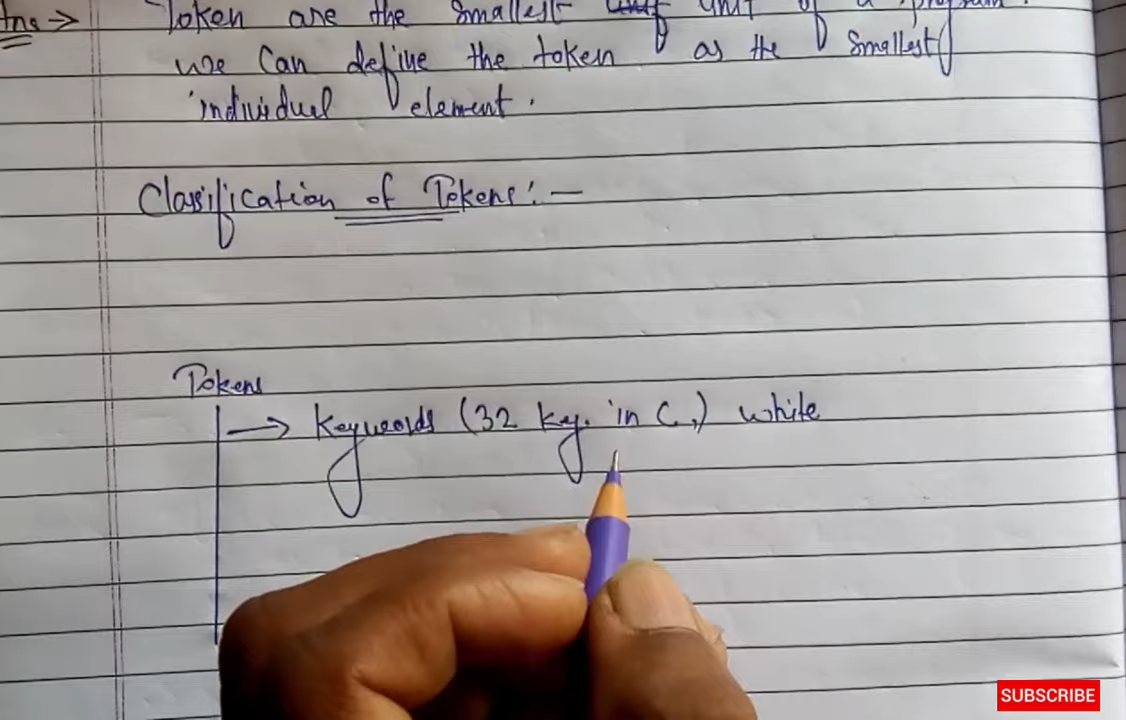 Ans → Token are the smallest unit of a program.
we can define the token as the smallest
individual element.
Classification of Tokens:-
Tokens
→ Keywords (32 key. in C,) while
SUBSCRIBE